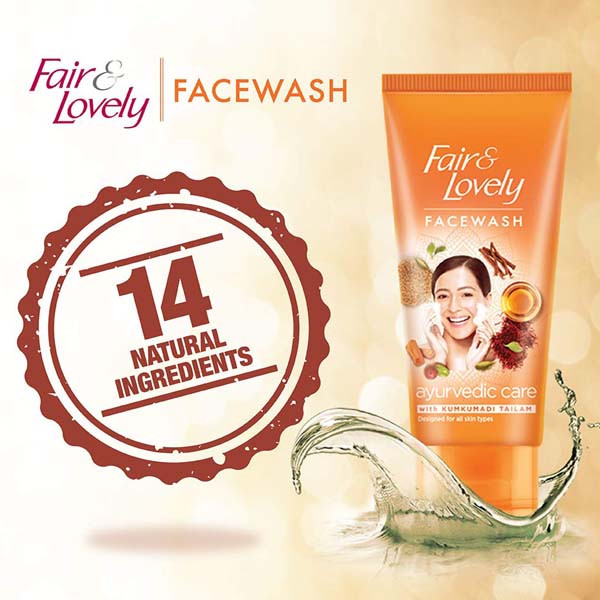 Fair &
Lovely
FACEWASH
14
NATURAL
INGREDIENTS
Fair &
Lovely
FACEWASH
ayurvedic care
with KUMKUMADI TAILAM
Designed for all skin types